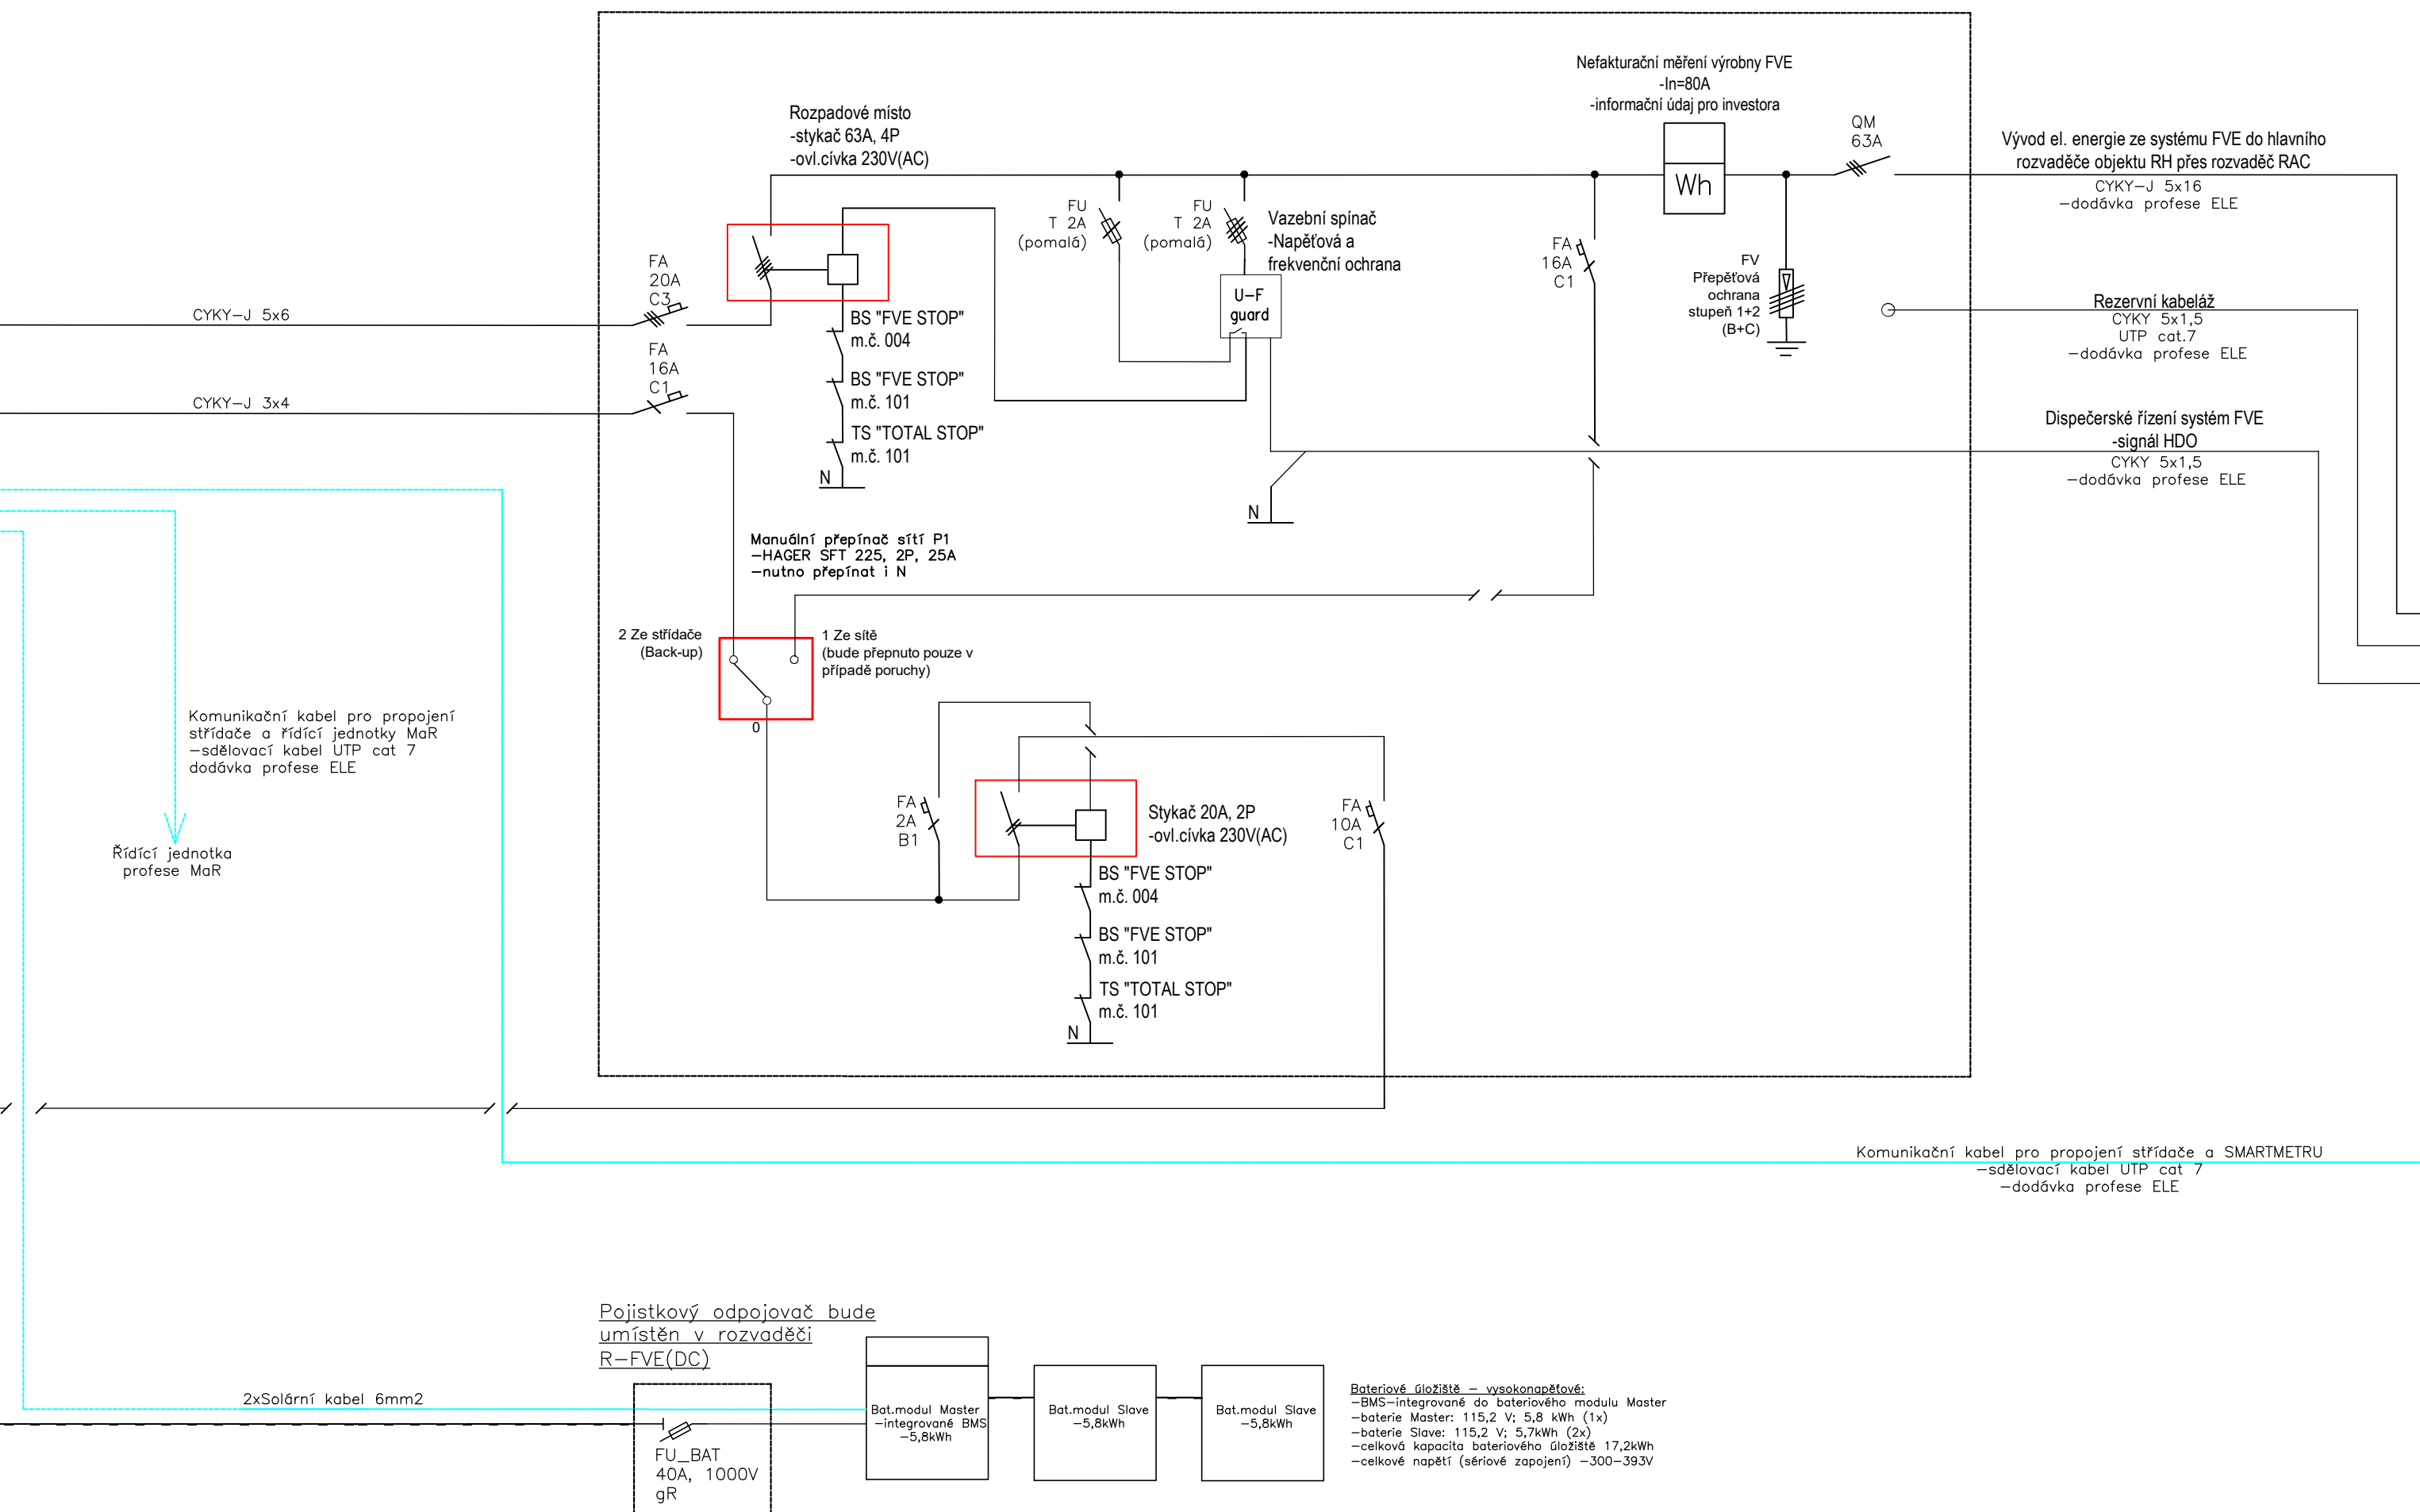 Nefakturační měření výrobny FVE
-In=80A
-informační údaj pro investora
Rozpadové místo
-stykač 63A, 4P
-ovl.cívka 230V(AC)
QM
63A
Vývod el. energie ze systému FVE do hlavního
rozvaděče objektu RH přes rozvaděč RAC
CYKY-J 5x16
-dodávka profese ELE
Wh
FU
T 2A
(pomalá)
FU
T 2A
(pomalá)
Vazební spínač
-Napěťová a
frekvenční ochrana
U-F
guard
FA
16A
C1
FV
Přepěťová
ochrana
stupeň 1+2
(B+C)
FA
20A
C3
CYKY-J 5x6
Rezervní kabeláž
CYKY 5x1,5
UTP cat.7
-dodávka profese ELE
BS "FVE STOP"
m.č. 004
FA
16A
C1
CYKY-J 3x4
BS "FVE STOP"
m.č. 101
TS "TOTAL STOP"
m.č. 101
N
Dispečerské řízení systém FVE
-signál HDO
CYKY 5x1,5
-dodávka profese ELE
N
Manuální přepínač sítí P1
-HAGER SFT 225, 2P, 25A
-nutno přepínat i N
2 Ze střídače
(Back-up)
1 Ze sítě
(bude přepnuto pouze v
případě poruchy)
0
Komunikační kabel pro propojení
střídače a řídící jednotky MaR
-sdělovací kabel UTP cat 7
dodávka profese ELE
Řídící jednotka
profese MaR
FA
2A
B1
Stykač 20A, 2P
-ovl.cívka 230V(AC)
FA
10A
C1
BS "FVE STOP"
m.č. 004
BS "FVE STOP"
m.č. 101
TS "TOTAL STOP"
m.č. 101
N
Komunikační kabel pro propojení střídače a SMARTMETRU
-sdělovací kabel UTP cat 7
-dodávka profese ELE
Pojistkový odpojovač bude
umístěn v rozvaděči
R-FVE(DC)
2xSolární kabel 6mm2
FU_BAT
40A, 1000V
gR
Bat.modul Master
-integrované BMS
-5,8kWh
Bat.modul Slave
-5,8kWh
Bat.modul Slave
-5,8kWh
Bateriové úložiště - vysokonapěťové:
-BMS-integrované do bateriového modulu Master
-baterie Master: 115,2 V; 5,8 kWh (1x)
-baterie Slave: 115,2 V; 5,7kWh (2x)
-celková kapacita bateriového úložiště 17,2kWh
-celkové napětí (sériové zapojení) -300-393V